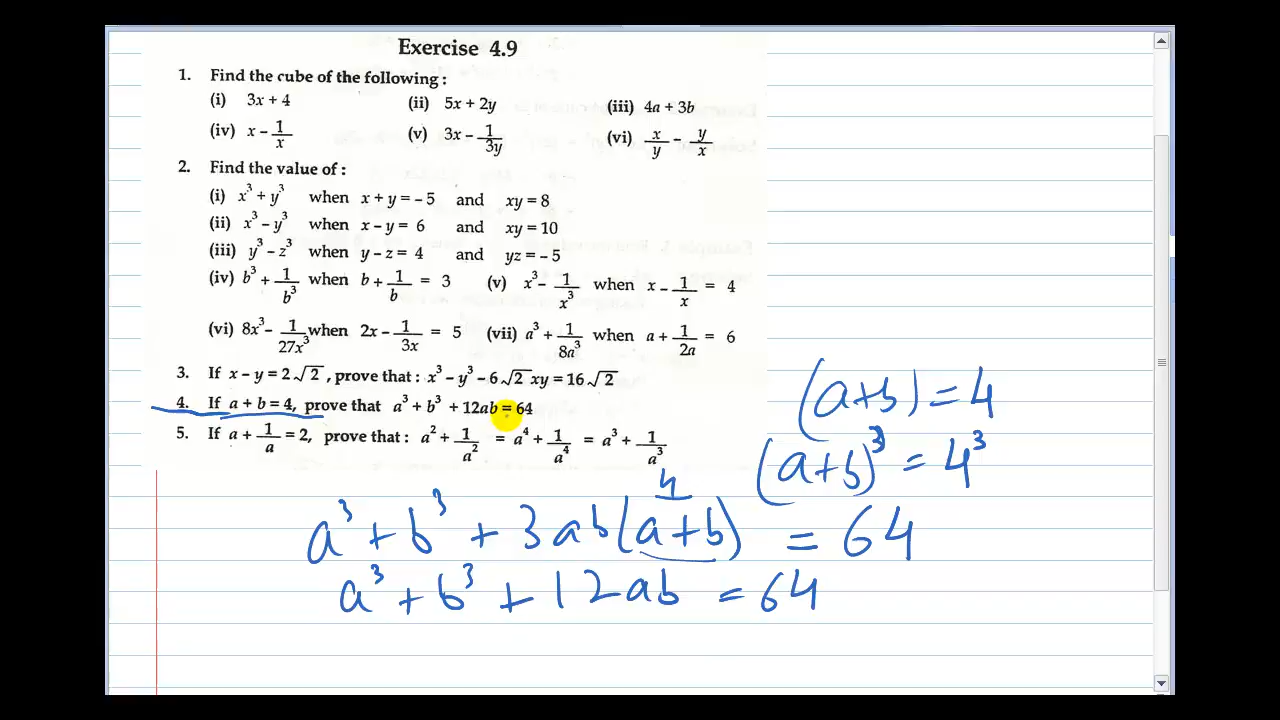 Exercise 4.9
1. Find the cube of the following :
(i) 3x + 4 (ii) 5x + 2y (iii) 4a + 3b
(iv) x − 1/x (v) 3x − 1/3y (vi) x/y − y/x
2. Find the value of :
(i) x³ + y³ when x + y = − 5 and xy = 8
(ii) x³ − y³ when x − y = 6 and xy = 10
(iii) y³ − z³ when y − z = 4 and yz = − 5
(iv) b³ + 1/b³ when b + 1/b = 3 (v) x³ − 1/x³ when x − 1/x = 4
(vi) 8x³ − 1/27x³ when 2x − 1/3x = 5 (vii) a³ + 1/8a³ when a + 1/2a = 6
3. If x − y = 2√2 , prove that : x³ − y³ − 6√2 xy = 16√2
4. If a + b = 4, prove that a³ + b³ + 12ab = 64
5. If a + 1/a = 2, prove that : a² + 1/a² = a⁴ + 1/a⁴ = a³ + 1/a³
(a+b) = 4
(a+b)³ = 4³
4
a³ + b³ + 3ab(a+b) = 64
a³ + b³ + 12ab = 64